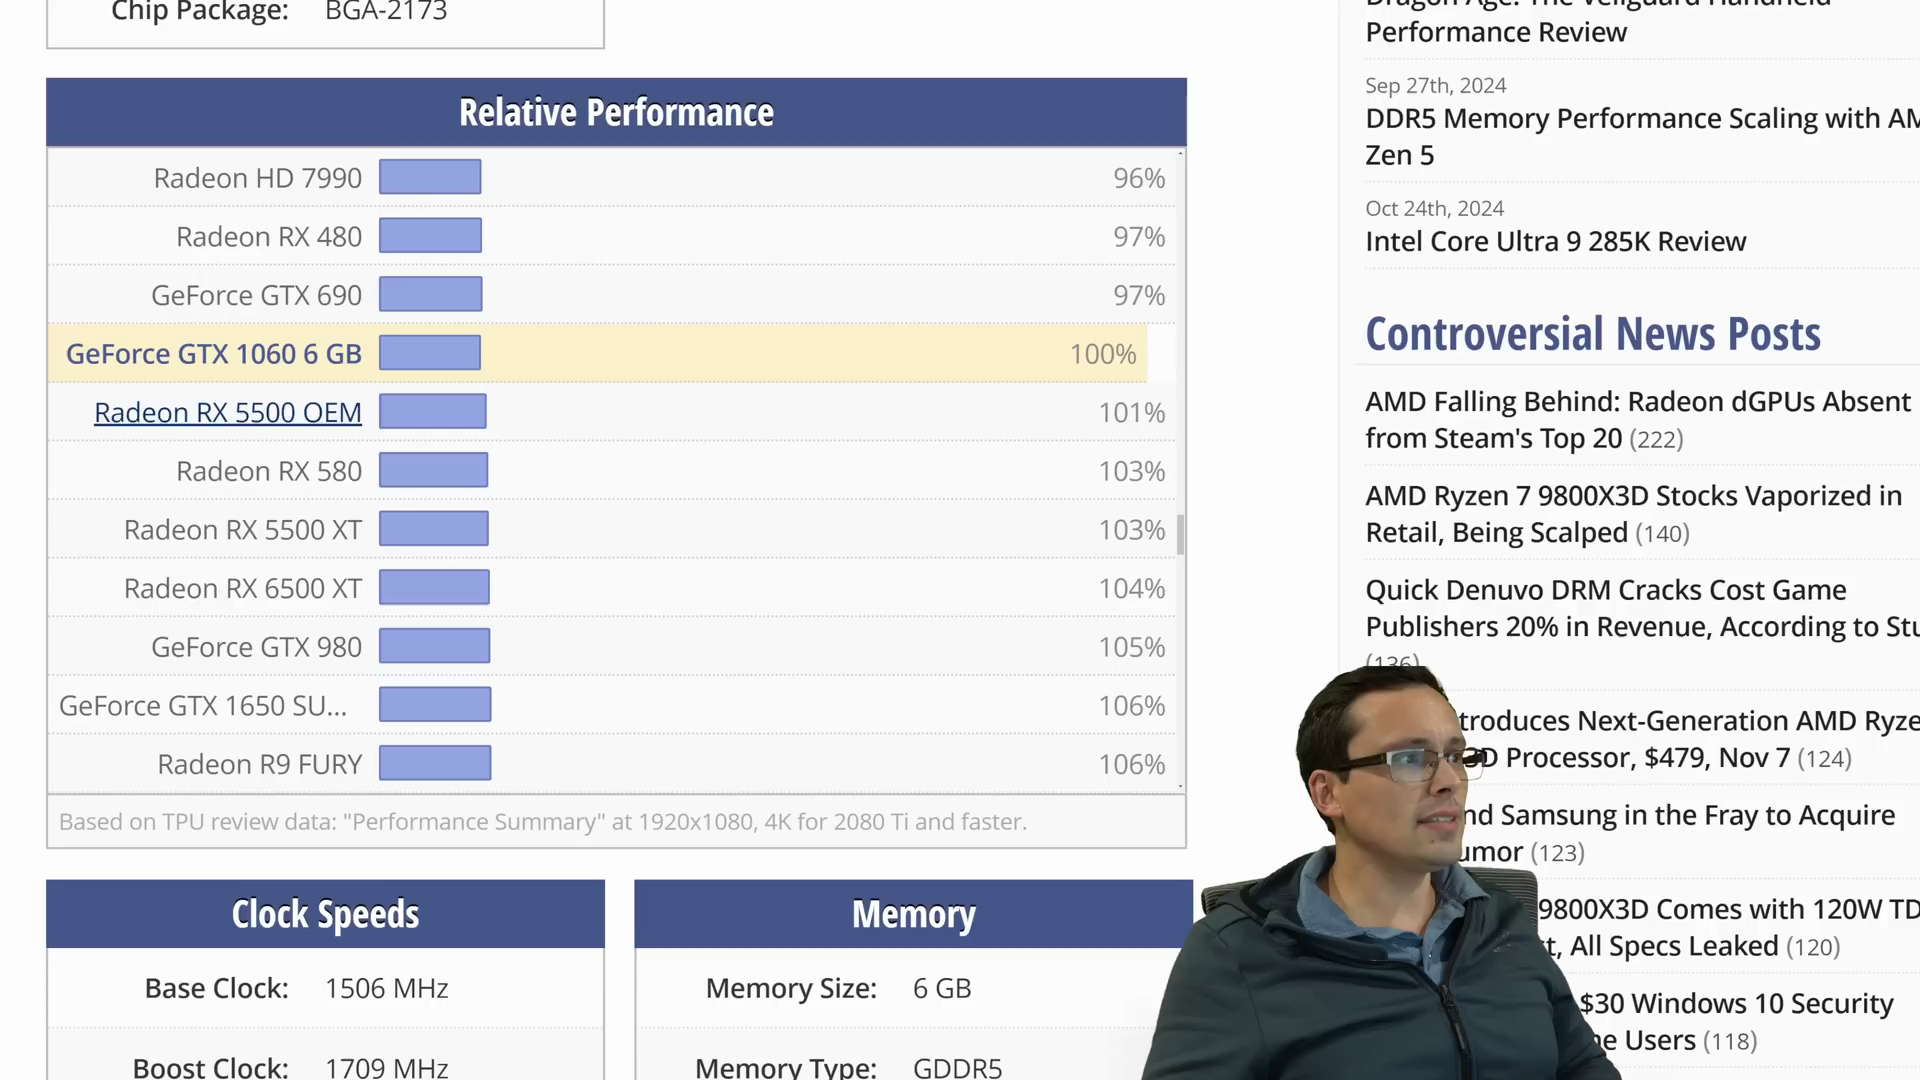 Chip Package: BGA-2173
Relative Performance
Radeon HD 7990 96%
Radeon RX 480 97%
GeForce GTX 690 97%
GeForce GTX 1060 6 GB 100%
Radeon RX 5500 OEM 101%
Radeon RX 580 103%
Radeon RX 5500 XT 103%
Radeon RX 6500 XT 104%
GeForce GTX 980 105%
GeForce GTX 1650 SU... 106%
Radeon R9 FURY 106%
Based on TPU review data: "Performance Summary" at 1920x1080, 4K for 2080 Ti and faster.
Clock Speeds
Base Clock: 1506 MHz
Boost Clock: 1709 MHz
Memory
Memory Size: 6 GB
Memory Type: GDDR5
Dragon Age: The Veilguard Handheld
Performance Review
Sep 27th, 2024
DDR5 Memory Performance Scaling with AM
Zen 5
Oct 24th, 2024
Intel Core Ultra 9 285K Review
Controversial News Posts
AMD Falling Behind: Radeon dGPUs Absent
from Steam's Top 20 (222)
AMD Ryzen 7 9800X3D Stocks Vaporized in
Retail, Being Scalped (140)
Quick Denuvo DRM Cracks Cost Game
Publishers 20% in Revenue, According to Stu
(136)
troduces Next-Generation AMD Ryze
3D Processor, $479, Nov 7 (124)
nd Samsung in the Fray to Acquire
umor (123)
9800X3D Comes with 120W TD
t, All Specs Leaked (120)
$30 Windows 10 Security
e Users (118)